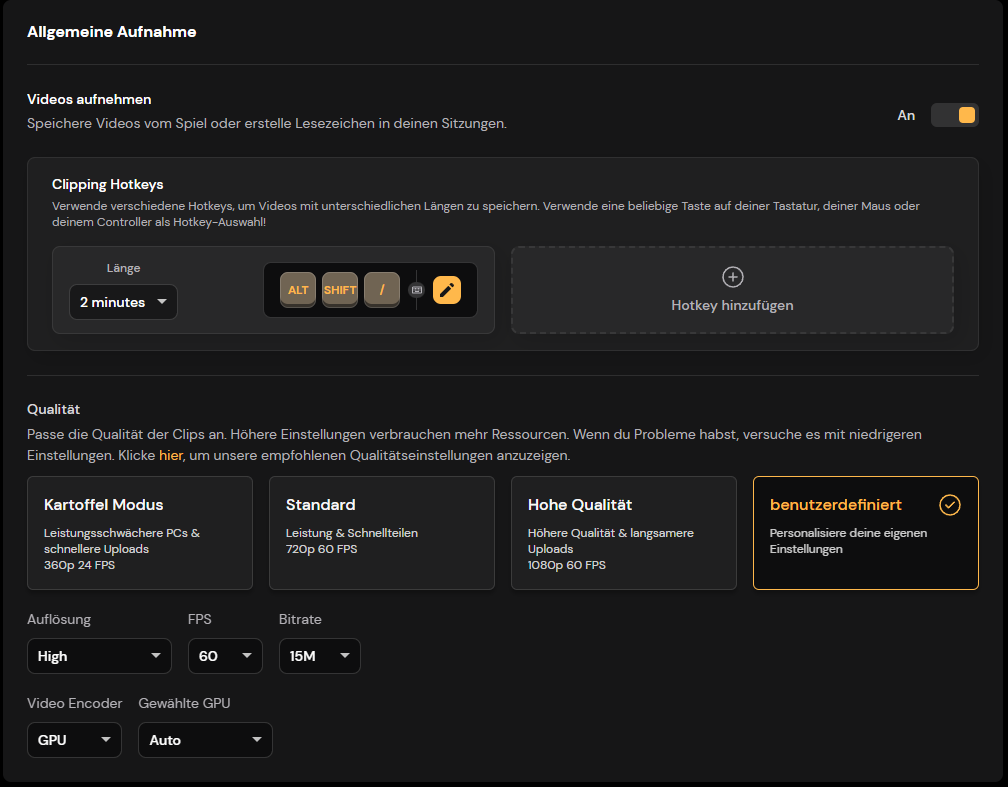 Allgemeine Aufnahme
Videos aufnehmen
Speichere Videos vom Spiel oder erstelle Lesezeichen in deinen Sitzungen.
An
Clipping Hotkeys
Verwende verschiedene Hotkeys, um Videos mit unterschiedlichen Längen zu speichern. Verwende eine beliebige Taste auf deiner Tastatur, deiner Maus oder
deinem Controller als Hotkey-Auswahl!
Länge
2 minutes
ALT SHIFT /
Hotkey hinzufügen
Qualität
Passe die Qualität der Clips an. Höhere Einstellungen verbrauchen mehr Ressourcen. Wenn du Probleme habst, versuche es mit niedrigeren
Einstellungen. Klicke hier, um unsere empfohlenen Qualitätseinstellungen anzuzeigen.
Kartoffel Modus
Leistungsschwächere PCs &
schnellere Uploads
360p 24 FPS
Standard
Leistung & Schnellteilen
720p 60 FPS
Hohe Qualität
Höhere Qualität & langsamere
Uploads
1080p 60 FPS
benutzerdefiniert
Personalisiere deine eigenen
Einstellungen
Auflösung
High
FPS
60
Bitrate
15M
Video Encoder
GPU
Gewählte GPU
Auto